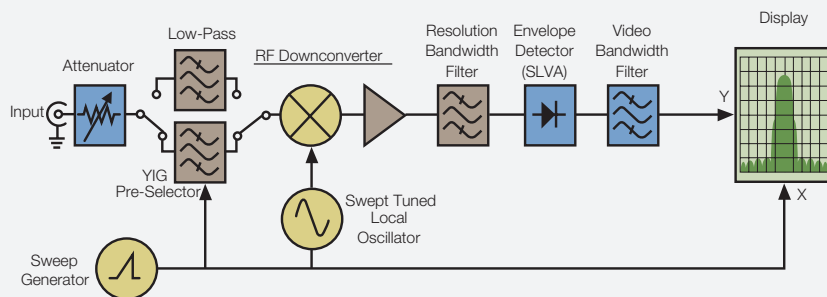 Display
Low-Pass
Resolution
Bandwidth
Filter
Envelope
Detector
(SLVA)
Video
Bandwidth
Filter
RF Downconverter
Attenuator
Input
Y
YIG
Pre-Selector
X
Swept Tuned
Local
Oscillator
Sweep
Generator